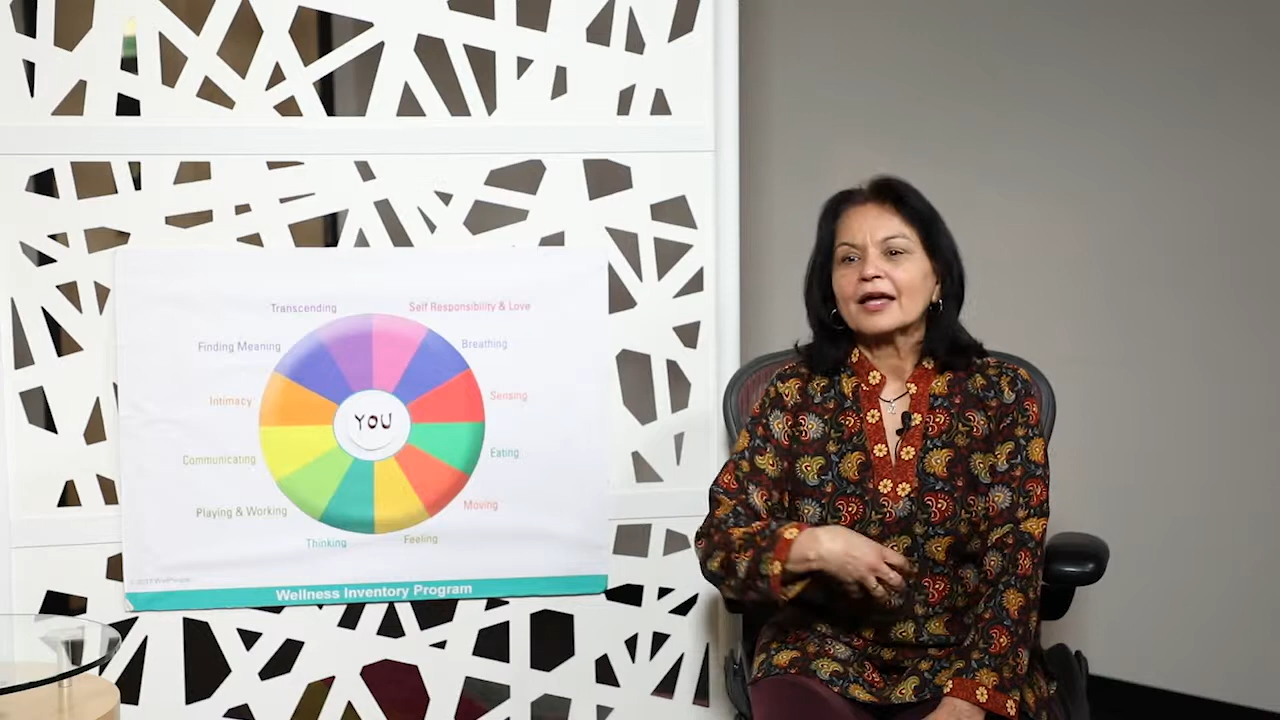 Transcending
Self Responsibility & Love
Finding Meaning
Breathing
Intimacy
Sensing
YOU
Communicating
Eating
Playing & Working
Moving
Thinking
Feeling
Wellness Inventory Program